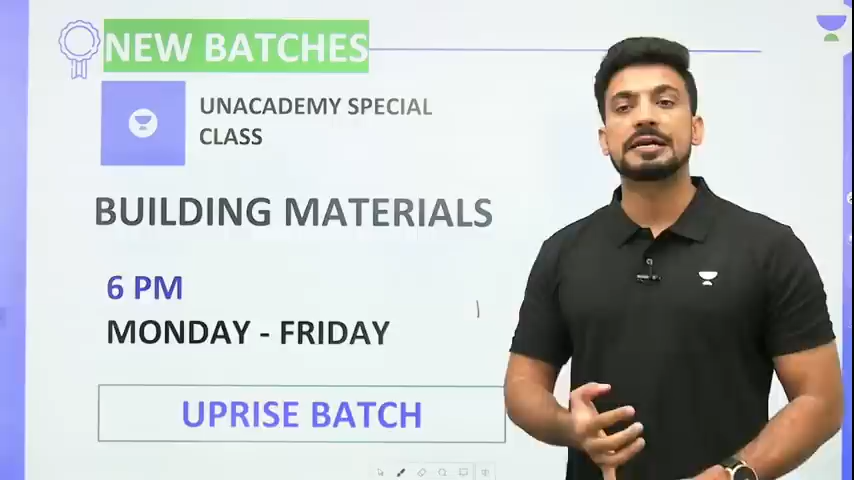 NEW BATCHES
UNACADEMY SPECIAL
CLASS
BUILDING MATERIALS
6 PM
MONDAY - FRIDAY
UPRISE BATCH